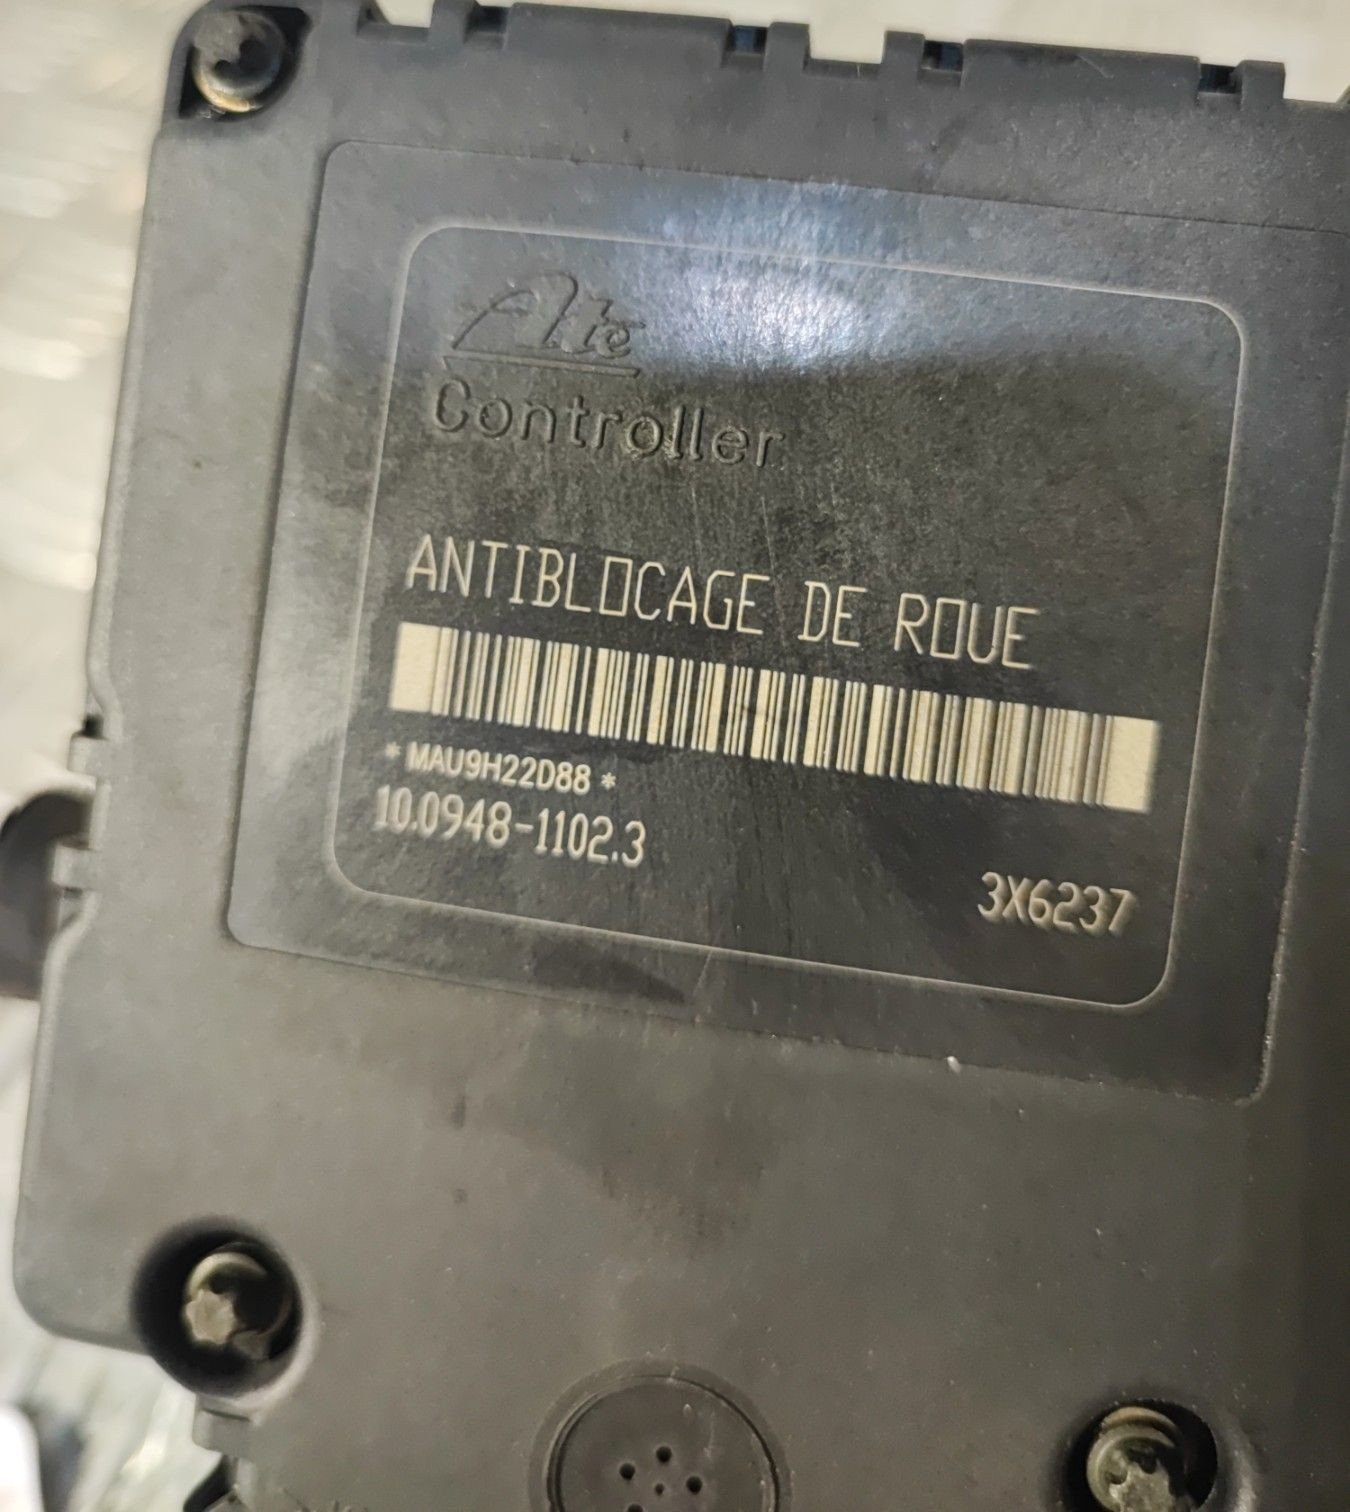 Ate
Controller
ANTIBLOCAGE DE ROUE
* MAU9H22D88 *
10.0948-1102.3
3X6237